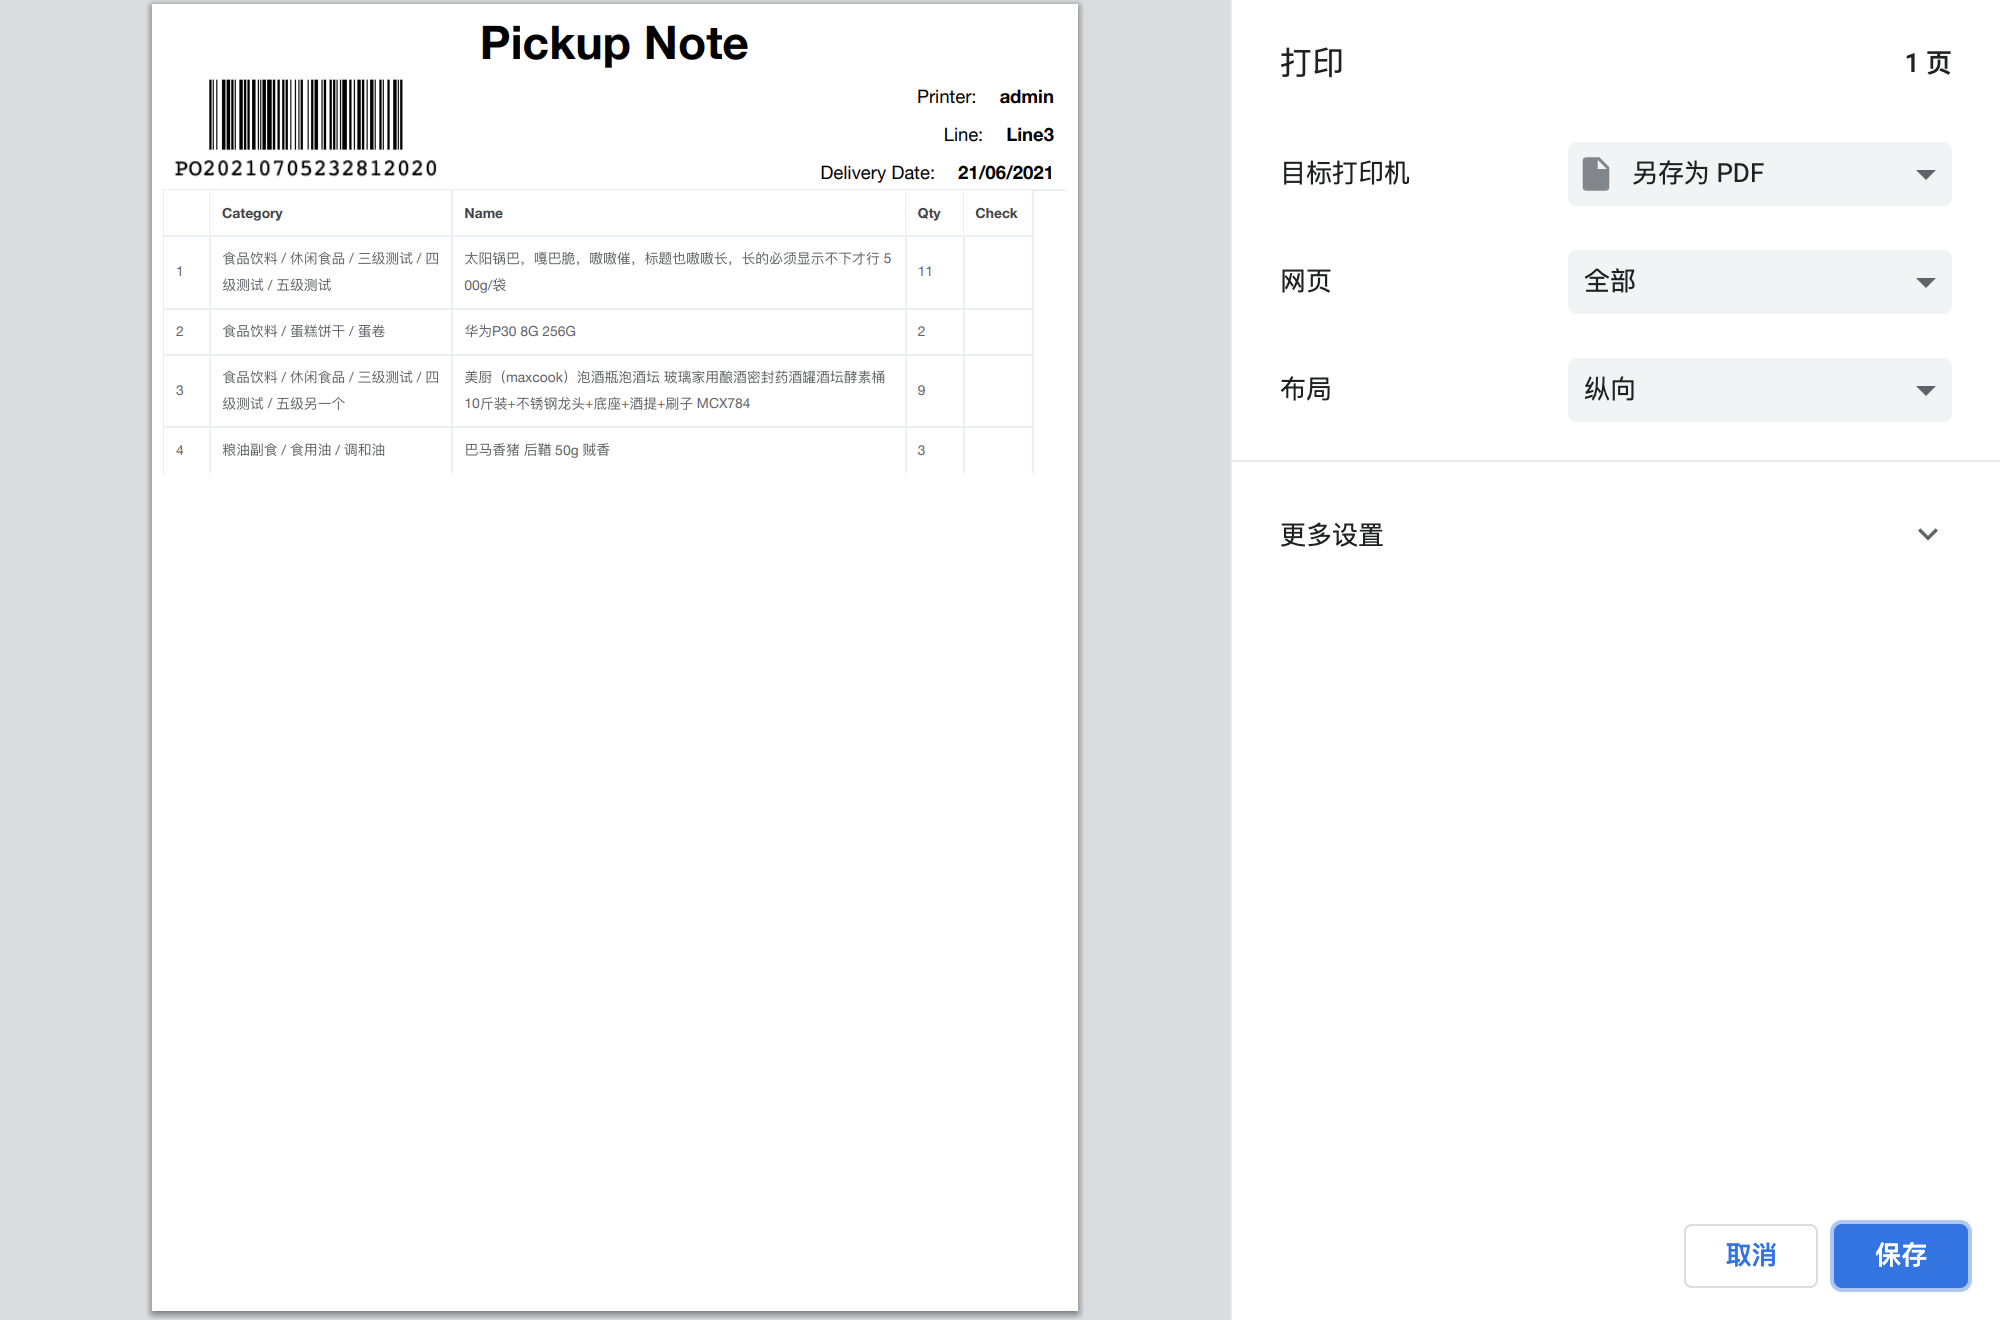 Pickup Note
Printer: admin
Line: Line3
PO20210705232812020
Delivery Date: 21/06/2021
Category Name Qty Check
1 食品饮料 / 休闲食品 / 三级测试 / 四 太阳锅巴，嘎巴脆，嗷嗷催，标题也嗷嗷长，长的必须显示不下才行 5 11
级测试 / 五级测试 00g/袋
2 食品饮料 / 蛋糕饼干 / 蛋卷 华为P30 8G 256G 2
3 食品饮料 / 休闲食品 / 三级测试 / 四 美厨（maxcook）泡酒瓶泡酒坛 玻璃家用酿酒密封药酒罐酒坛酵素桶 9
级测试 / 五级另一个 10斤装+不锈钢龙头+底座+酒提+刷子 MCX784
4 粮油副食 / 食用油 / 调和油 巴马香猪 后鞧 50g 贼香 3
打印 1 页
目标打印机 另存为 PDF
网页 全部
布局 纵向
更多设置
取消 保存